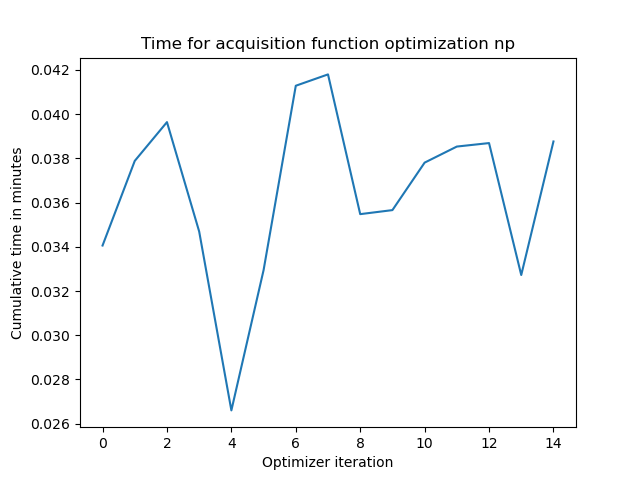 Time for acquisition function optimization np
0.042
0.040
0.038
0.036
0.034
0.032
0.030
0.028
0.026
Cumulative time in minutes
0 2 4 6 8 10 12 14
Optimizer iteration